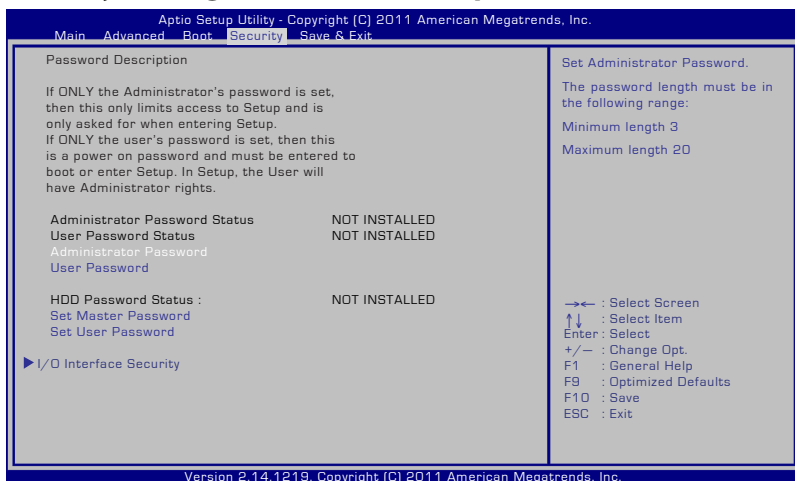 Aptio Setup Utility - Copyright (C) 2011 American Megatrends, Inc.
Main Advanced Boot Security Save & Exit
Password Description
If ONLY the Administrator's password is set,
then this only limits access to Setup and is
only asked for when entering Setup.
If ONLY the user's password is set, then this
is a power on password and must be entered to
boot or enter Setup. In Setup, the User will
have Administrator rights.
Administrator Password Status NOT INSTALLED
User Password Status NOT INSTALLED
Administrator Password
User Password
HDD Password Status : NOT INSTALLED
Set Master Password
Set User Password
▶I/O Interface Security
Set Administrator Password.
The password length must be in
the following range:
Minimum length 3
Maximum length 20
→← : Select Screen
↑↓ : Select Item
Enter : Select
+/— : Change Opt.
F1 : General Help
F9 : Optimized Defaults
F10 : Save
ESC : Exit
Version 2.14.1219. Copyright (C) 2011 American Megatrends, Inc.